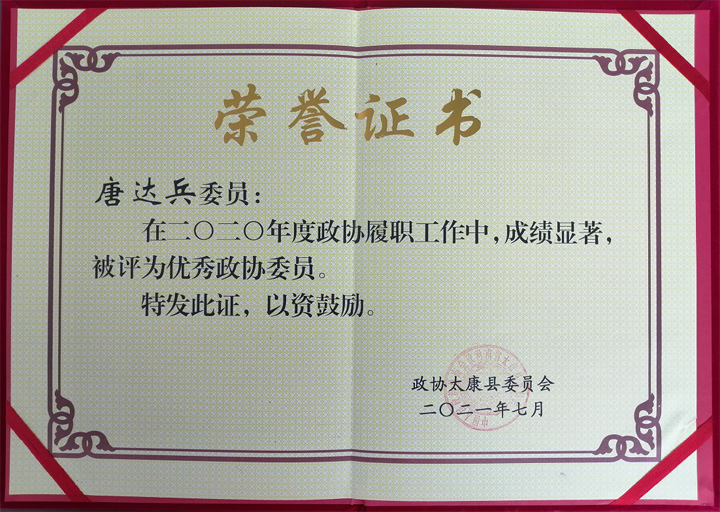 荣誉证书
唐达兵委员：
在二〇二〇年度政协履职工作中，成绩显著，
被评为优秀政协委员。
特发此证，以资鼓励。
政协太康县委员会
二〇二一年七月